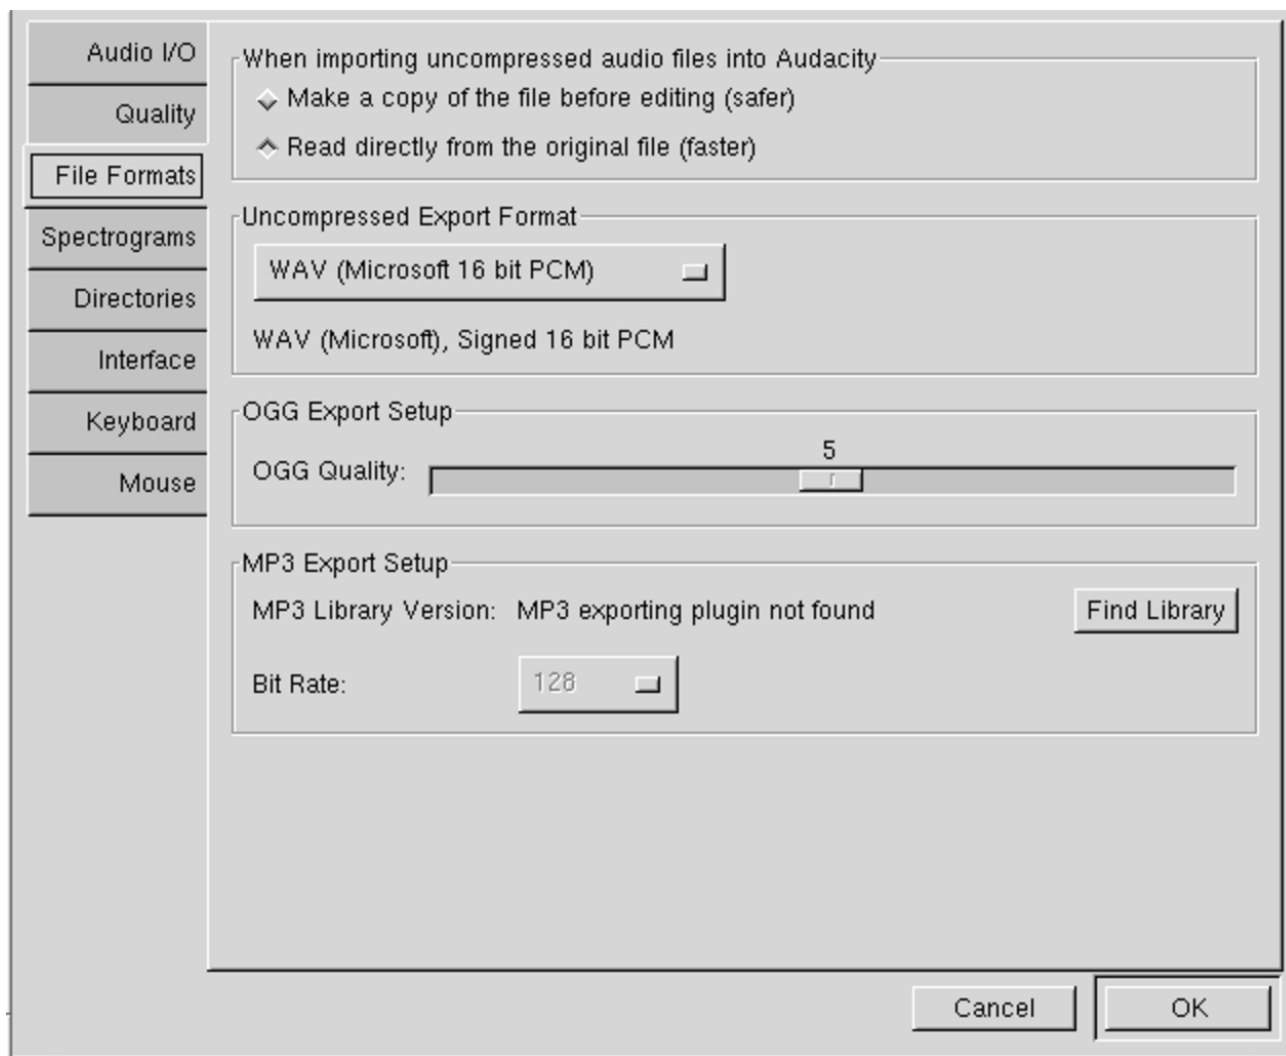 Audio I/O
Quality
File Formats
Spectrograms
Directories
Interface
Keyboard
Mouse
When importing uncompressed audio files into Audacity
Make a copy of the file before editing (safer)
Read directly from the original file (faster)
Uncompressed Export Format
WAV (Microsoft 16 bit PCM)
WAV (Microsoft), Signed 16 bit PCM
OGG Export Setup
5
OGG Quality:
MP3 Export Setup
MP3 Library Version: MP3 exporting plugin not found Find Library
Bit Rate: 128
Cancel OK